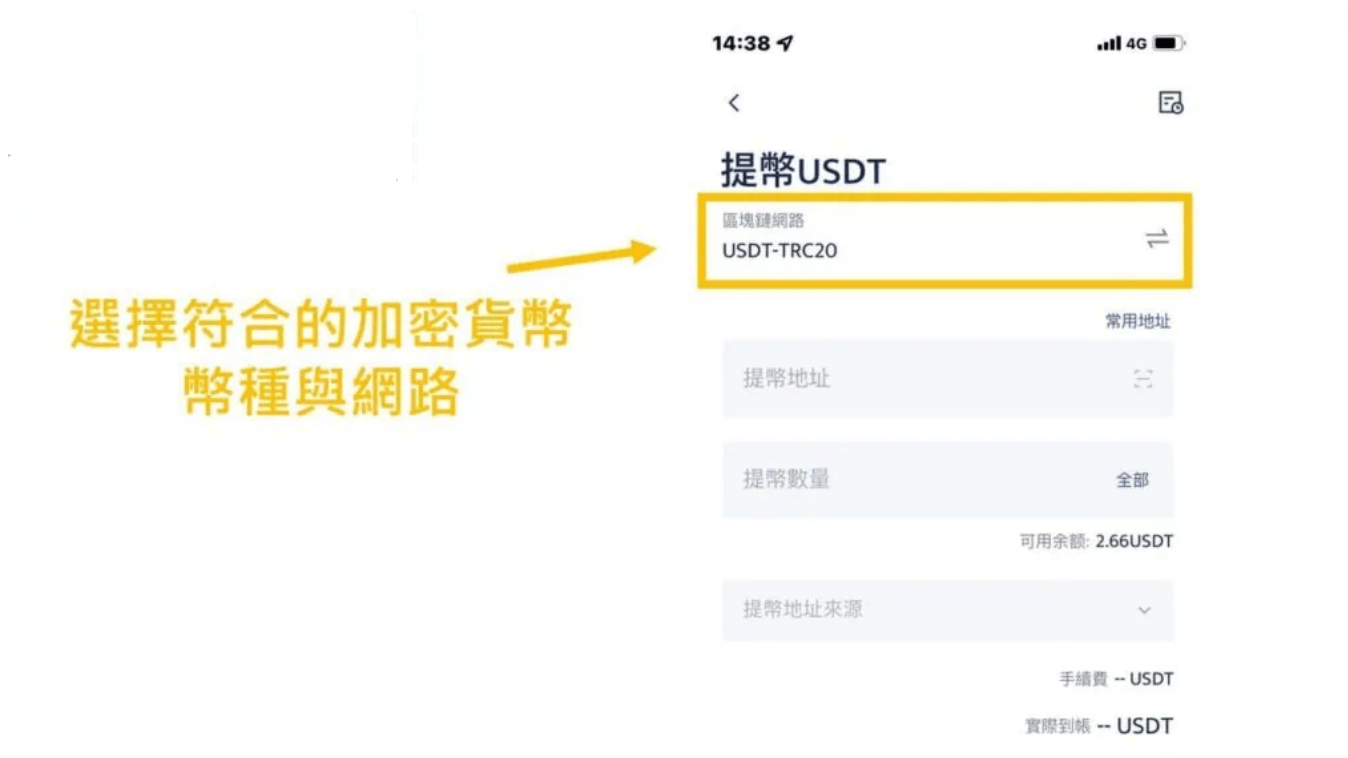 14:38
4G
提幣USDT
區塊鏈網路
USDT-TRC20
選擇符合的加密貨幣
幣種與網路
常用地址
提幣地址
提幣數量 全部
可用余额: 2.66USDT
提幣地址來源
手續費 -- USDT
實際到帳 -- USDT